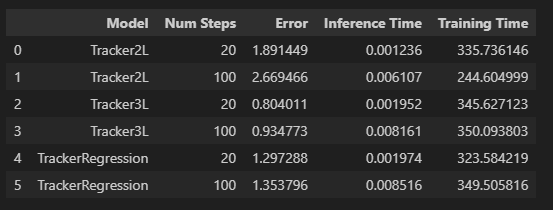 Model Num Steps Error Inference Time Training Time
0 Tracker2L 20 1.891449 0.001236 335.736146
1 Tracker2L 100 2.669466 0.006107 244.604999
2 Tracker3L 20 0.804011 0.001952 345.627123
3 Tracker3L 100 0.934773 0.008161 350.093803
4 TrackerRegression 20 1.297288 0.001974 323.584219
5 TrackerRegression 100 1.353796 0.008516 349.505816